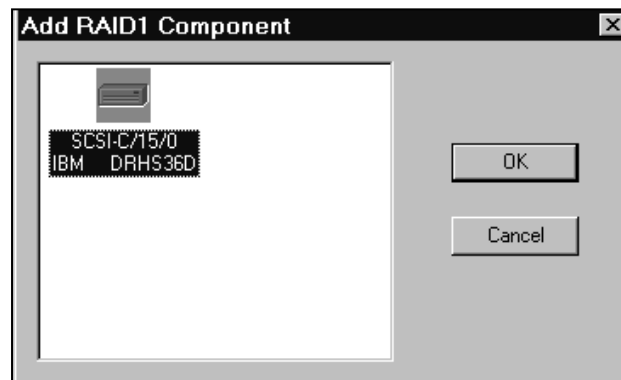 Add RAID1 Component
SCSI-C/15/0
IBM DRHS36D
OK
Cancel